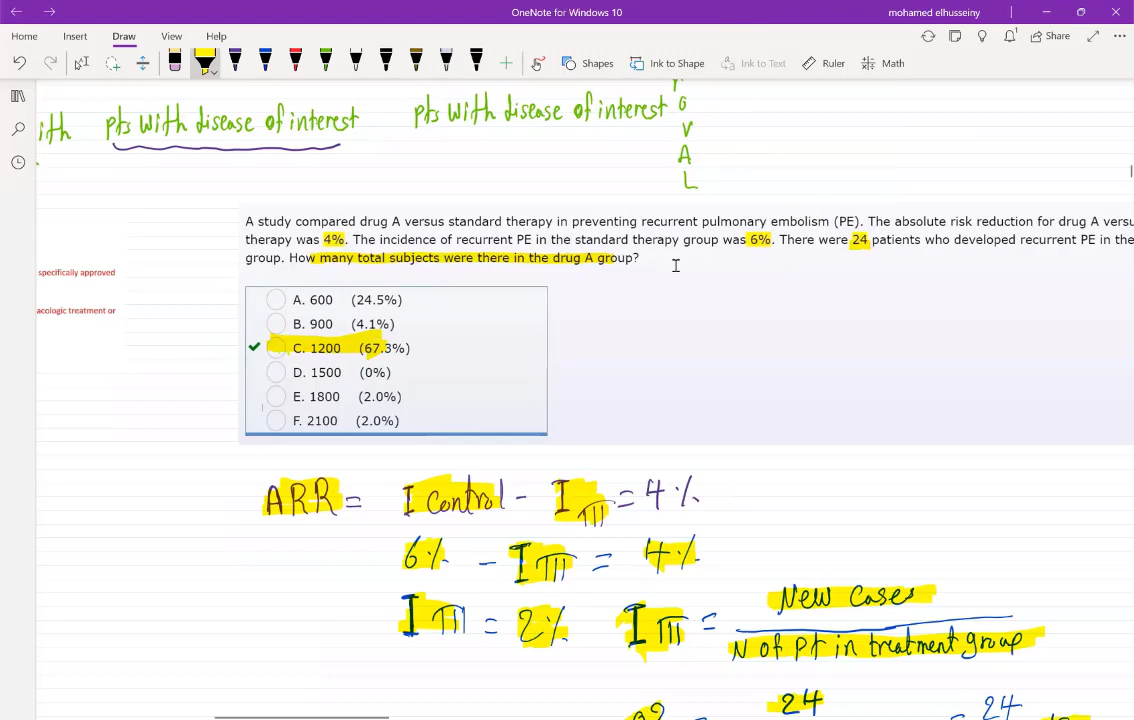 OneNote for Windows 10
mohamed elhusseiny
Home Insert Draw View Help
Share
Shapes Ink to Shape Ink to Text Ruler Math
ith pts with disease of interest pts with disease of interest
O
V
A
L
A study compared drug A versus standard therapy in preventing recurrent pulmonary embolism (PE). The absolute risk reduction for drug A versu
therapy was 4%. The incidence of recurrent PE in the standard therapy group was 6%. There were 24 patients who developed recurrent PE in the
group. How many total subjects were there in the drug A group?
specifically approved
acologic treatment or
A. 600 (24.5%)
B. 900 (4.1%)
C. 1200 (67.3%)
D. 1500 (0%)
E. 1800 (2.0%)
F. 2100 (2.0%)
ARR = I control - I = 4%
6% - I = 4%
I = 2% I = New cases
N of Pt in treatment group
24 = 24